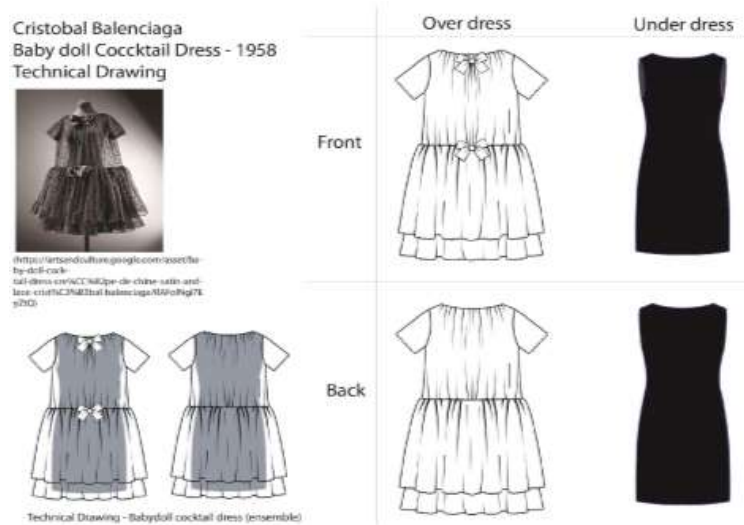 Cristobal Balenciaga
Baby doll Coccktail Dress - 1958
Technical Drawing
Over dress
Under dress
Front
Back
Technical Drawing - Babydoll cocktail dress (ensemble)